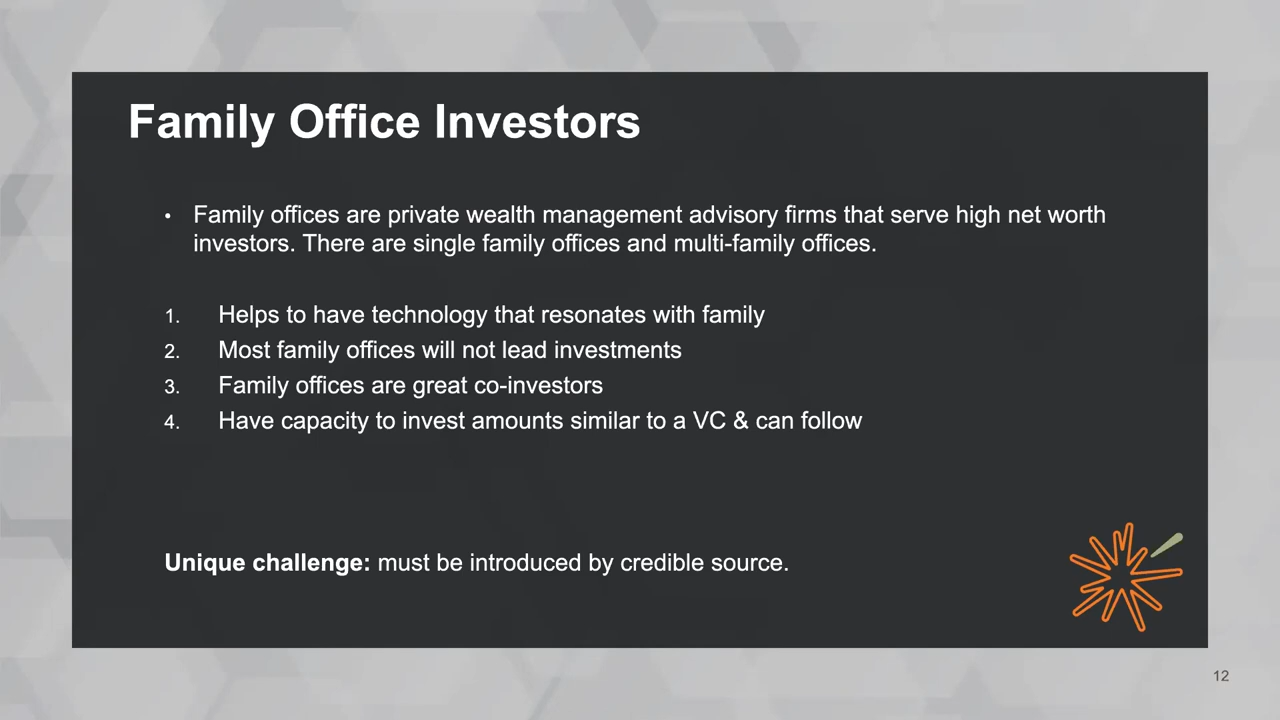 Family Office Investors
• Family offices are private wealth management advisory firms that serve high net worth
investors. There are single family offices and multi-family offices.
1. Helps to have technology that resonates with family
2. Most family offices will not lead investments
3. Family offices are great co-investors
4. Have capacity to invest amounts similar to a VC & can follow
Unique challenge: must be introduced by credible source.
12